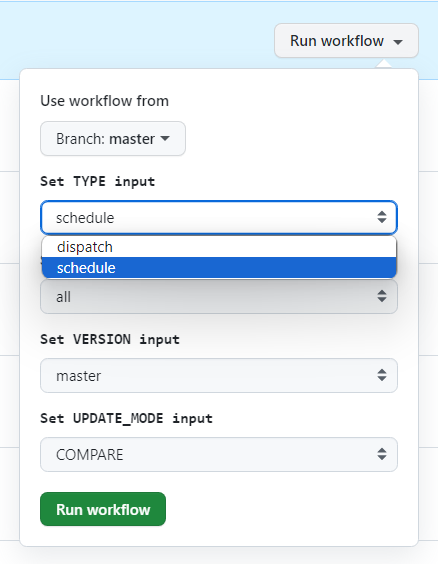 Run workflow
Use workflow from
Branch: master
Set TYPE input
schedule
dispatch
schedule
all
Set VERSION input
master
Set UPDATE_MODE input
COMPARE
Run workflow